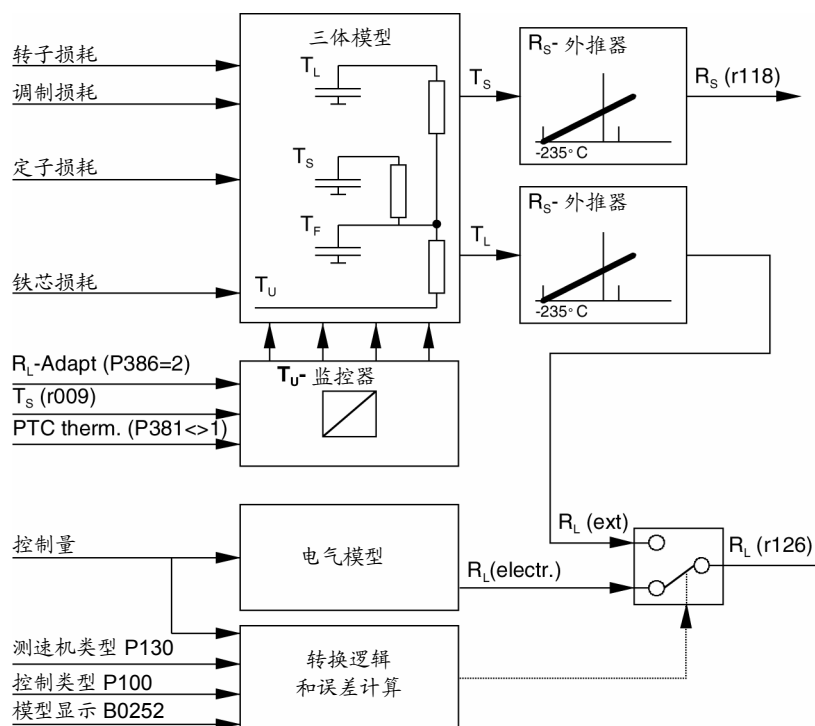 三体模型
转子损耗
调制损耗
定子损耗
铁芯损耗
T_L
T_S
T_F
T_U
T_S
R_S- 外推器
-235° C
R_S (r118)
T_L
R_S- 外推器
-235° C
R_L-Adapt (P386=2)
T_S (r009)
PTC therm. (P381<>1)
T_U- 监控器
控制量
电气模型
R_L(electr.)
R_L (ext)
R_L (r126)
测速机类型 P130
控制类型 P100
模型显示 B0252
转换逻辑
和误差计算